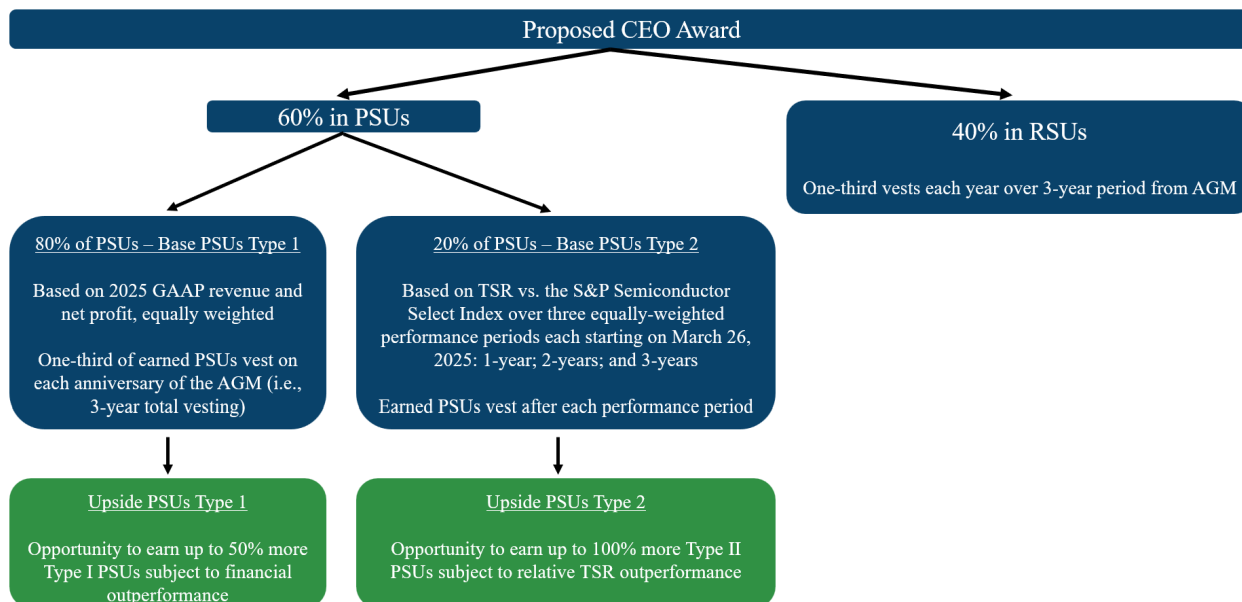 Proposed CEO Award
60% in PSUs
40% in RSUs
One-third vests each year over 3-year period from AGM
80% of PSUs – Base PSUs Type 1
Based on 2025 GAAP revenue and
net profit, equally weighted
One-third of earned PSUs vest on
each anniversary of the AGM (i.e.,
3-year total vesting)
20% of PSUs – Base PSUs Type 2
Based on TSR vs. the S&P Semiconductor
Select Index over three equally-weighted
performance periods each starting on March 26,
2025: 1-year; 2-years; and 3-years
Earned PSUs vest after each performance period
Upside PSUs Type 1
Opportunity to earn up to 50% more
Type I PSUs subject to financial
outperformance
Upside PSUs Type 2
Opportunity to earn up to 100% more Type II
PSUs subject to relative TSR outperformance